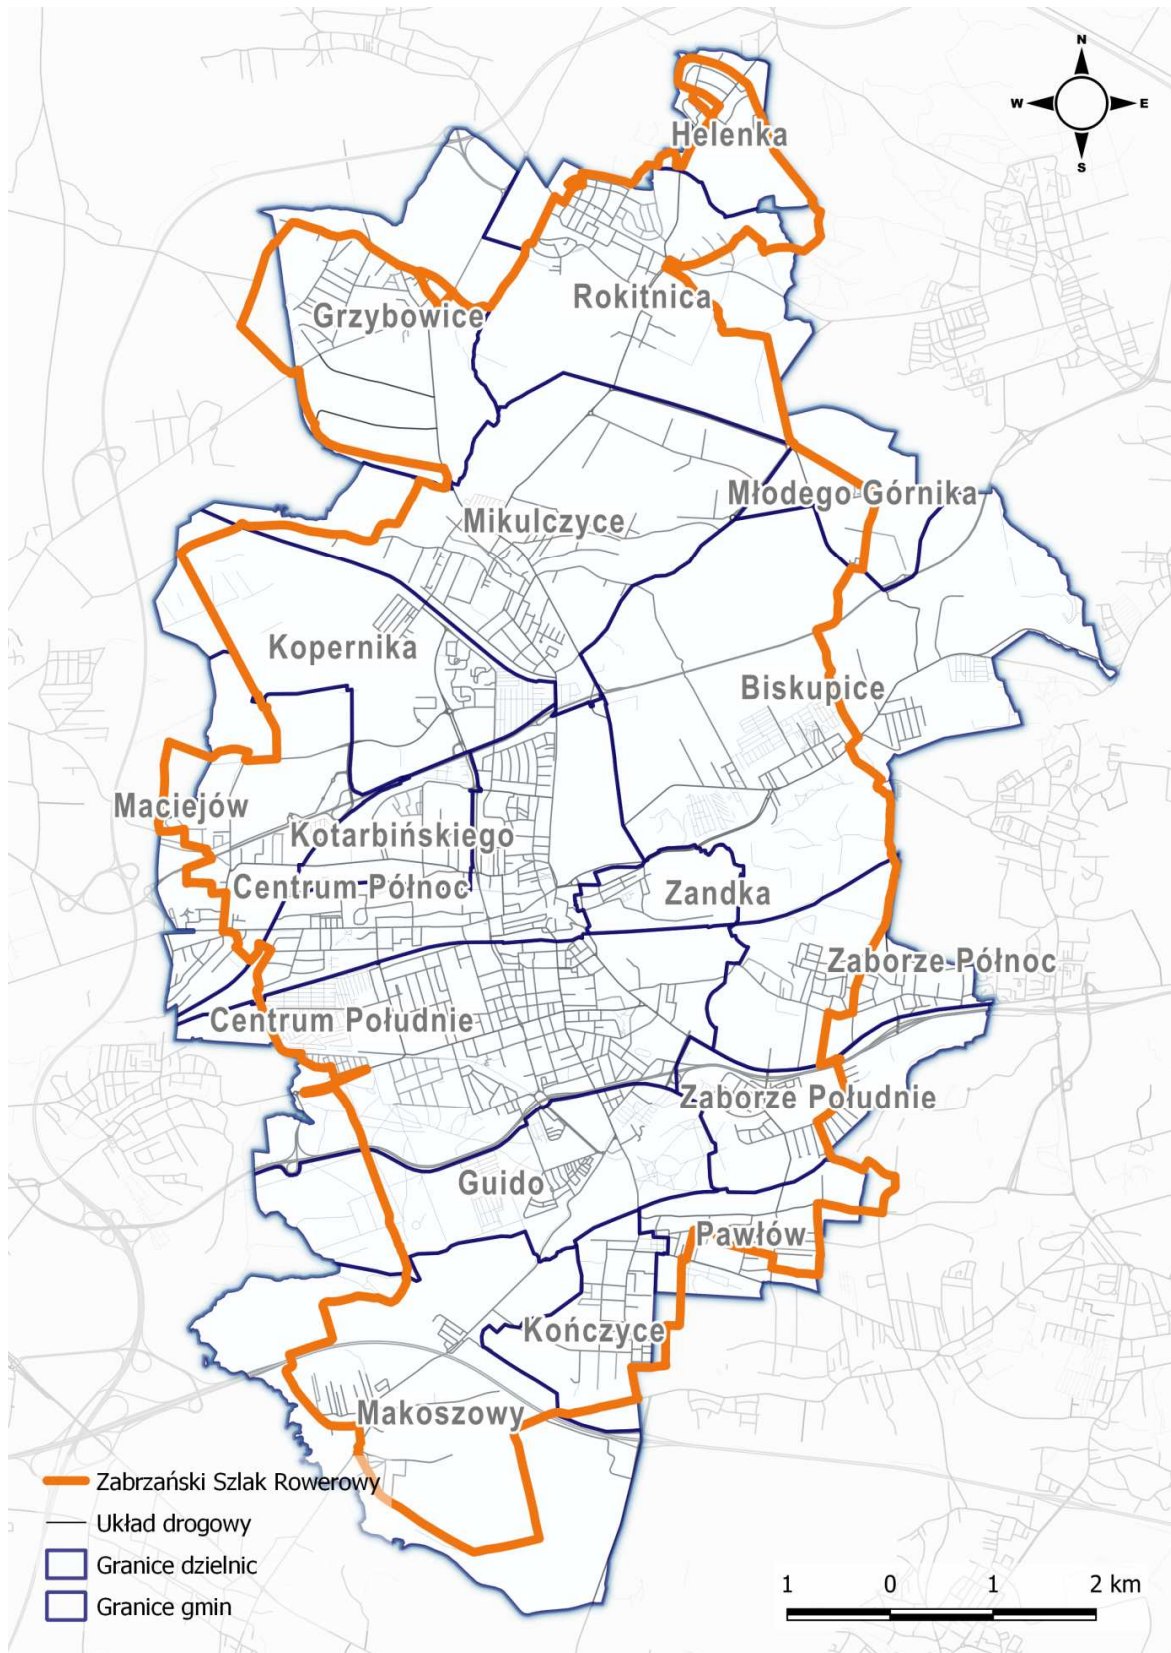 N
W E
S
Helenka
Rokitnica
Grzybowice
Młodego Górnika
Mikulczyce
Kopernika
Biskupice
Maciejów
Kotarbińskiego
Centrum Północ
Zandka
Zaborze Północ
Centrum Południe
Zaborze Południe
Guido
Pawłów
Kończyce
Makoszowy
Zabrzański Szlak Rowerowy
Układ drogowy
Granice dzielnic
Granice gmin
1 0 1 2 km